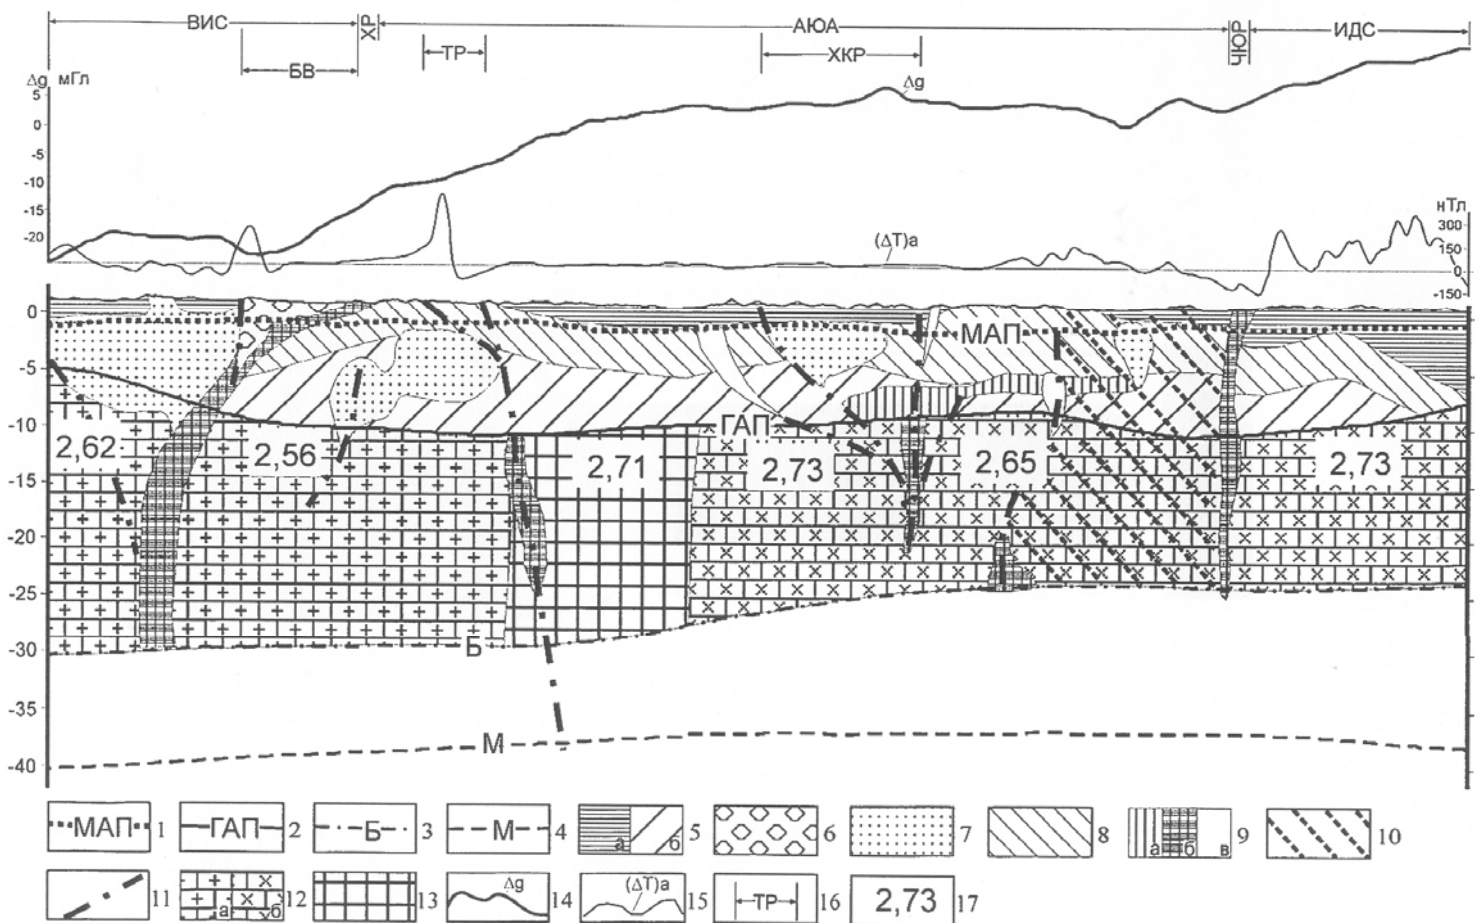 ВИС ХР АЮА ЧЮР ИДС
БВ ТР ХКР
Δg мГл
Δg
5
0
-5
-10
-15
-20
нТл
300
150
0
-150
(ΔT)а
0
-5
-10
-15
-20
-25
-30
-35
-40
МАП
ГАП
2,62 2,56 2,71 2,73 2,65 2,73
Б
М
МАП 1 ГАП 2 Б 3 М 4 а б 5 6 7 8 а б в 9 10
11 а б 12 13 Δg 14 (ΔT)а 15 ТР 16 2,73 17